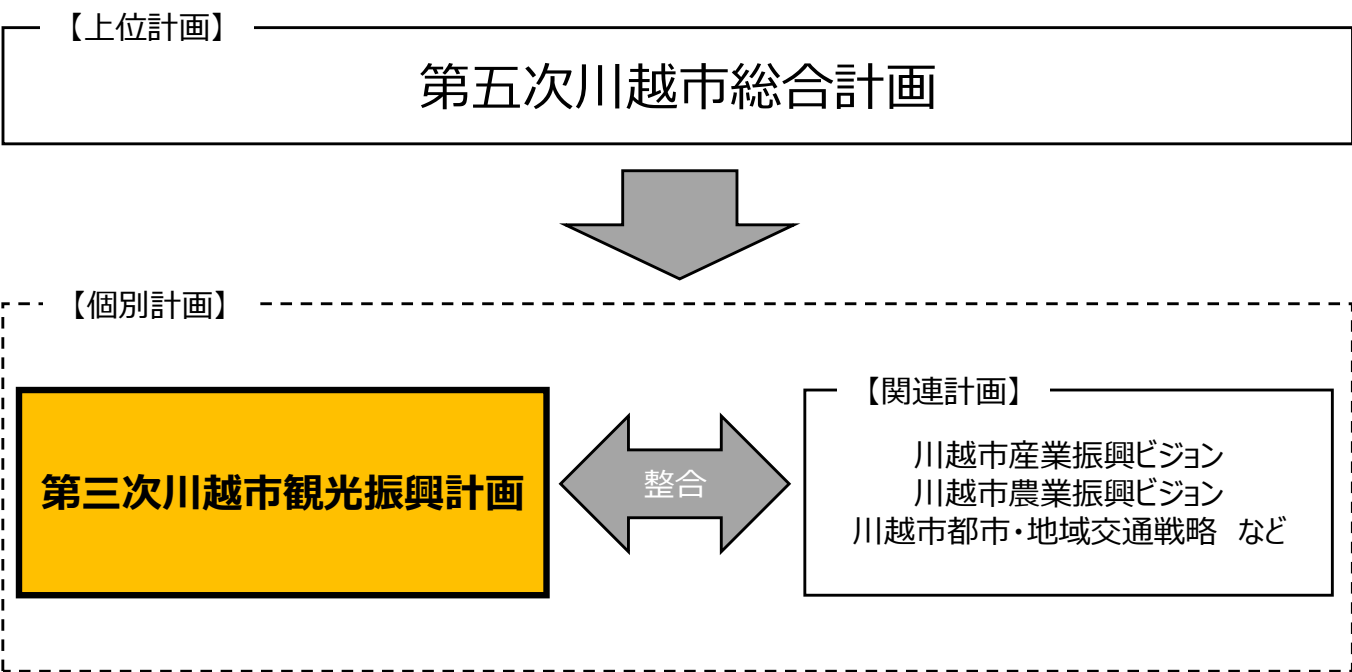 【上位計画】
第五次川越市総合計画
【個別計画】
第三次川越市観光振興計画
整合
【関連計画】
川越市産業振興ビジョン
川越市農業振興ビジョン
川越市都市・地域交通戦略　など